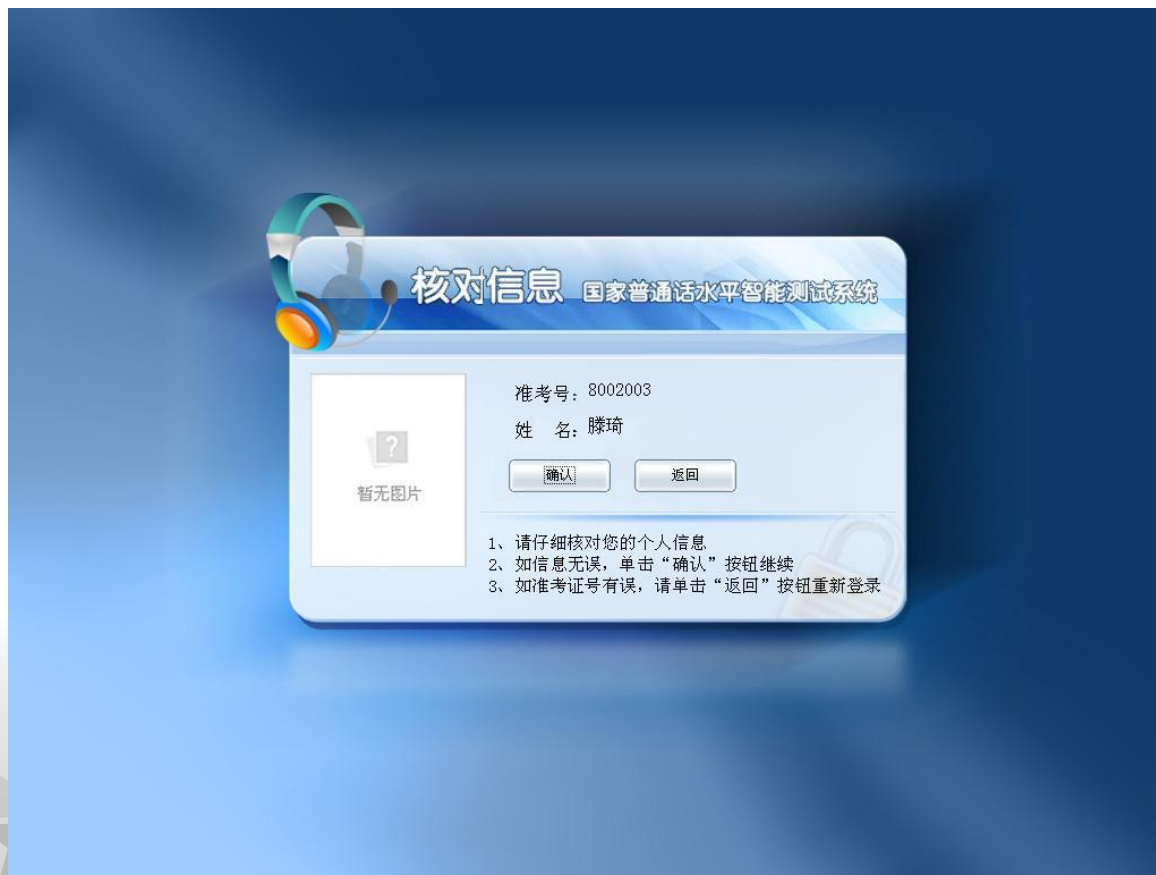 核对信息 国家普通话水平智能测试系统
准考号：8002003
姓 名：滕琦
确认 返回
暂无图片
1、请仔细核对您的个人信息
2、如信息无误，单击“确认”按钮继续
3、如准考证号有误，请单击“返回”按钮重新登录